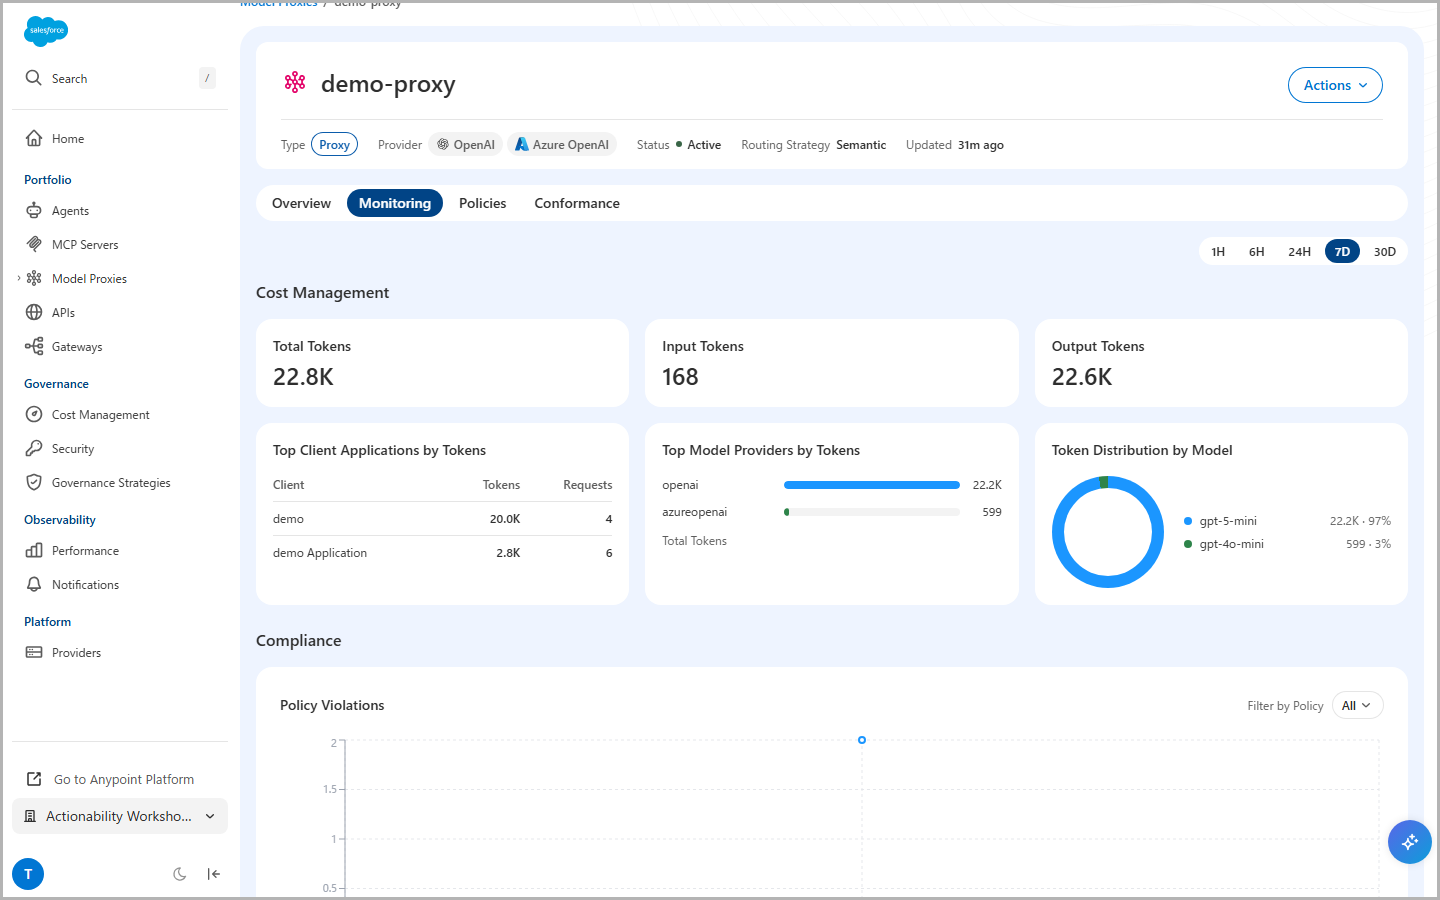 Model Proxies / demo-proxy
salesforce
Search /
Home
Portfolio
Agents
MCP Servers
Model Proxies
APIs
Gateways
Governance
Cost Management
Security
Governance Strategies
Observability
Performance
Notifications
Platform
Providers
Go to Anypoint Platform
Actionability Worksho...
T
demo-proxy
Actions
Type Proxy Provider OpenAI Azure OpenAI Status Active Routing Strategy Semantic Updated 31m ago
Overview Monitoring Policies Conformance
1H 6H 24H 7D 30D
Cost Management
Total Tokens
22.8K
Input Tokens
168
Output Tokens
22.6K
Top Client Applications by Tokens
Client Tokens Requests
demo 20.0K 4
demo Application 2.8K 6
Top Model Providers by Tokens
openai 22.2K
azureopenai 599
Total Tokens
Token Distribution by Model
gpt-5-mini 22.2K · 97%
gpt-4o-mini 599 · 3%
Compliance
Policy Violations
Filter by Policy All
2
1.5
1
0.5